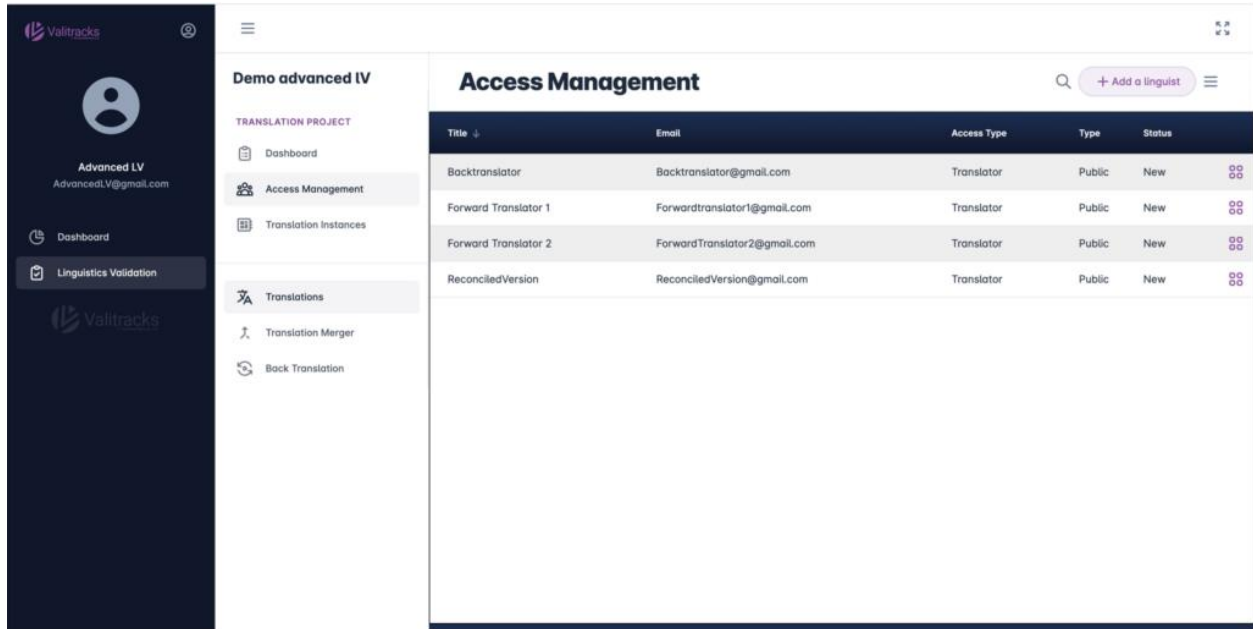 Valitracks
Advanced LV
AdvancedLV@gmail.com
Dashboard
Linguistics Validation
Valitracks
Demo advanced lV
TRANSLATION PROJECT
Dashboard
Access Management
Translation Instances
Translations
Translation Merger
Back Translation
Access Management
+ Add a linguist
Title ↓ Email Access Type Type Status
Backtranslator Backtranslator@gmail.com Translator Public New
Forward Translator 1 Forwardtranslator1@gmail.com Translator Public New
Forward Translator 2 ForwardTranslator2@gmail.com Translator Public New
ReconciledVersion ReconciledVersion@gmail.com Translator Public New